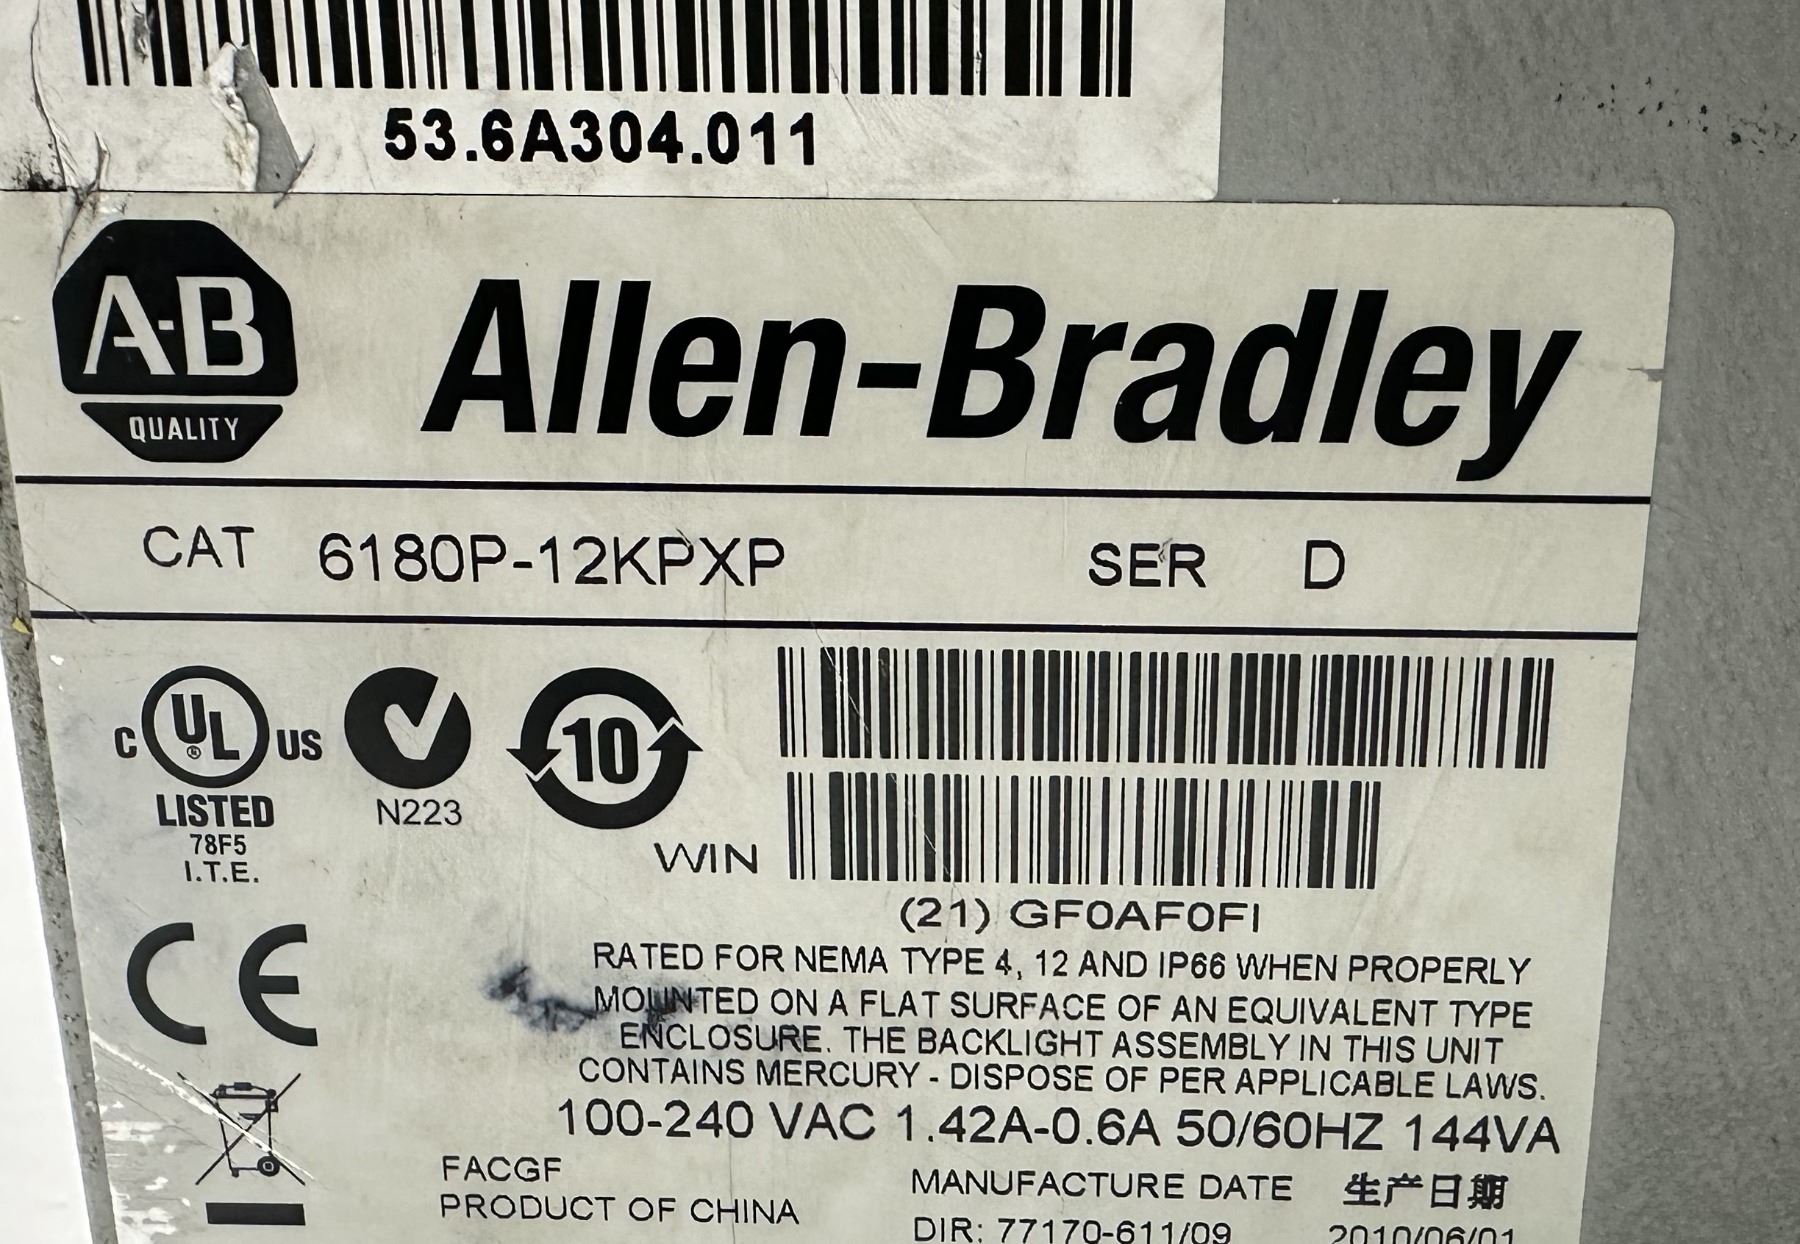 53.6A304.011
A-B
QUALITY
Allen-Bradley
CAT 6180P-12KPXP SER D
C UL ® US
LISTED
78F5
I.T.E.
N223
10
WIN
(21) GF0AF0FI
RATED FOR NEMA TYPE 4, 12 AND IP66 WHEN PROPERLY
MOUNTED ON A FLAT SURFACE OF AN EQUIVALENT TYPE
ENCLOSURE. THE BACKLIGHT ASSEMBLY IN THIS UNIT
CONTAINS MERCURY - DISPOSE OF PER APPLICABLE LAWS.
CE
100-240 VAC 1.42A-0.6A 50/60HZ 144VA
FACGF
PRODUCT OF CHINA
MANUFACTURE DATE 生产日期
DIR: 77170-611/09 2010/06/01